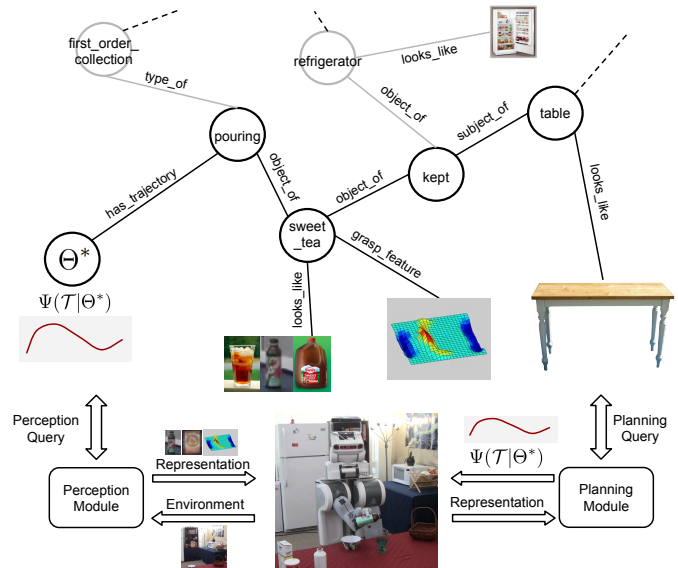 first_order_
collection
refrigerator
looks_like
type_of
object_of
subject_of
table
pouring
kept
has_trajectory
object_of
object_of
looks_like
sweet
_tea
grasp_feature
Θ*
Ψ(𝒯|Θ*)
looks_like
Perception
Query
Planning
Query
Ψ(𝒯|Θ*)
Representation
Perception
Module
Environment
Representation
Planning
Module